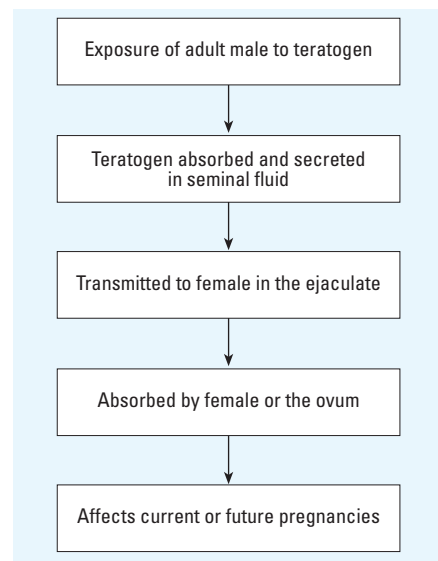 Exposure of adult male to teratogen
Teratogen absorbed and secreted
in seminal fluid
Transmitted to female in the ejaculate
Absorbed by female or the ovum
Affects current or future pregnancies